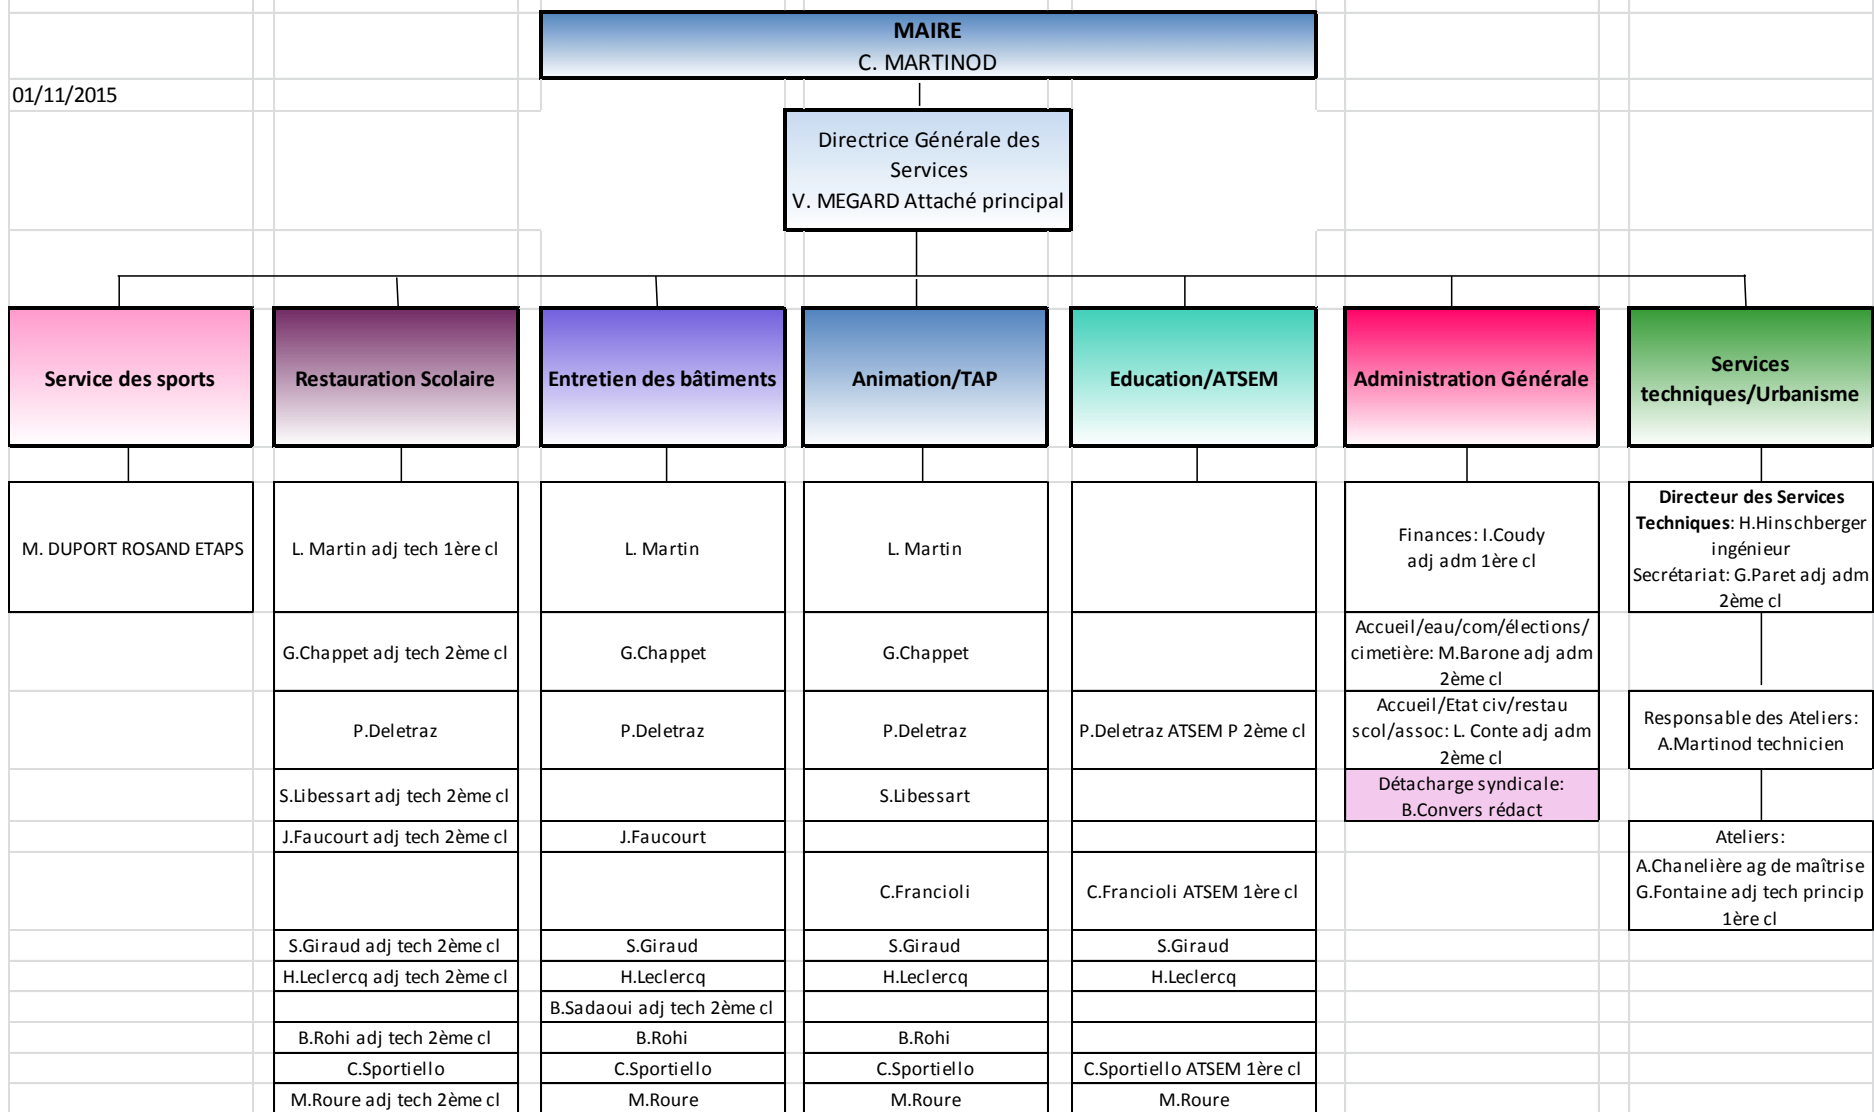 MAIRE
C. MARTINOD
01/11/2015
Directrice Générale des
Services
V. MEGARD Attaché principal
Service des sports
Restauration Scolaire
Entretien des bâtiments
Animation/TAP
Education/ATSEM
Administration Générale
Services
techniques/Urbanisme
M. DUPORT ROSAND ETAPS
L. Martin adj tech 1ère cl
L. Martin
L. Martin
Finances: I.Coudy
adj adm 1ère cl
Directeur des Services
Techniques: H.Hinschberger
ingénieur
Secrétariat: G.Paret adj adm
2ème cl
G.Chappet adj tech 2ème cl
G.Chappet
G.Chappet
Accueil/eau/com/élections/
cimetière: M.Barone adj adm
2ème cl
P.Deletraz
P.Deletraz
P.Deletraz
P.Deletraz ATSEM P 2ème cl
Accueil/Etat civ/restau
scol/assoc: L. Conte adj adm
2ème cl
Responsable des Ateliers:
A.Martinod technicien
S.Libessart adj tech 2ème cl
S.Libessart
Détacharge syndicale:
B.Convers rédact
J.Faucourt adj tech 2ème cl
J.Faucourt
Ateliers:
C.Francioli
C.Francioli ATSEM 1ère cl
A.Chanelière ag de maîtrise
G.Fontaine adj tech princip
1ère cl
S.Giraud adj tech 2ème cl
S.Giraud
S.Giraud
S.Giraud
H.Leclercq adj tech 2ème cl
H.Leclercq
H.Leclercq
H.Leclercq
B.Sadaoui adj tech 2ème cl
B.Rohi adj tech 2ème cl
B.Rohi
B.Rohi
C.Sportiello
C.Sportiello
C.Sportiello
C.Sportiello ATSEM 1ère cl
M.Roure adj tech 2ème cl
M.Roure
M.Roure
M.Roure